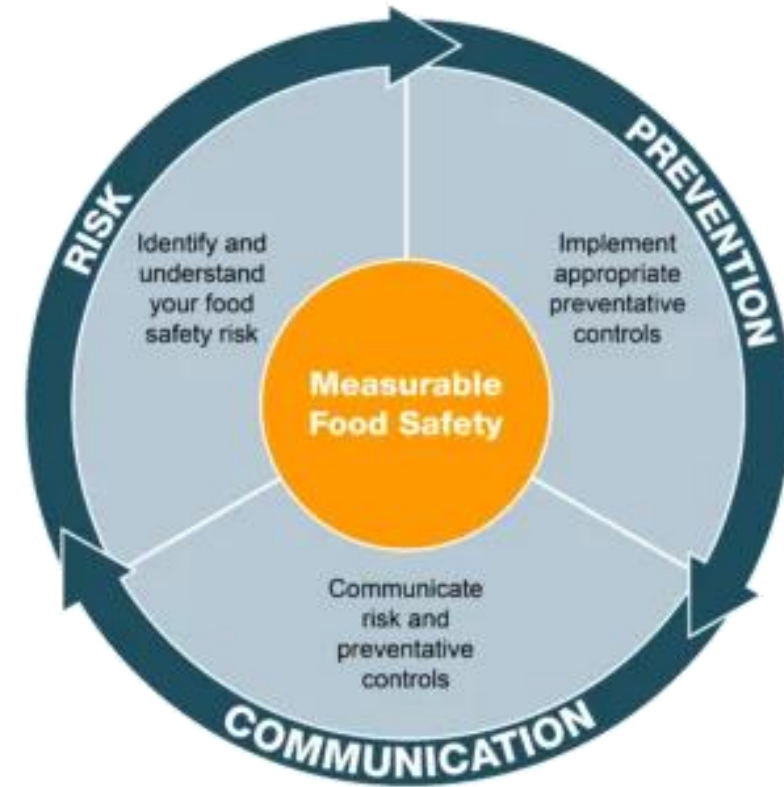 RISK
Identify and
understand
your food
safety risk
PREVENTION
Implement
appropriate
preventative
controls
Measurable
Food Safety
Communicate
risk and
preventative
controls
COMMUNICATION